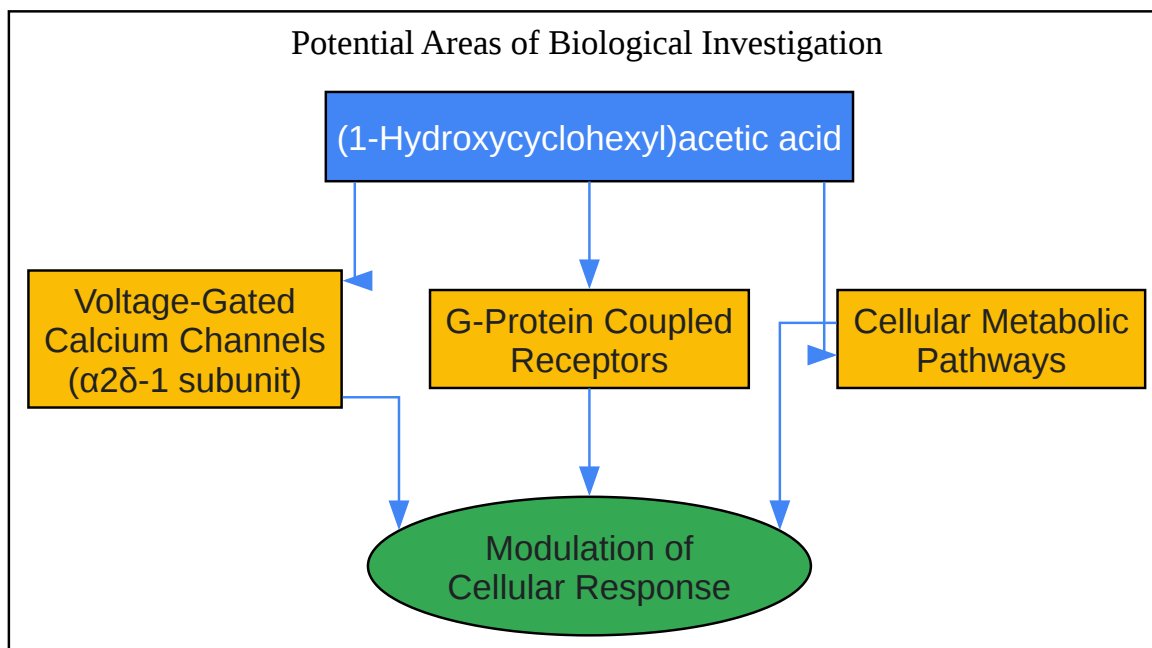 Potential Areas of Biological Investigation
(1-Hydroxycyclohexyl)acetic acid
Voltage-Gated
Calcium Channels
(α2δ-1 subunit)
G-Protein Coupled
Receptors
Cellular Metabolic
Pathways
Modulation of
Cellular Response